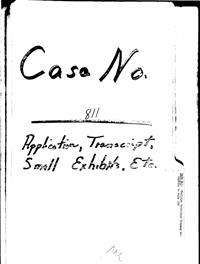 Case No.
811
Application, Transcript,
Small Exhibits, Etc.